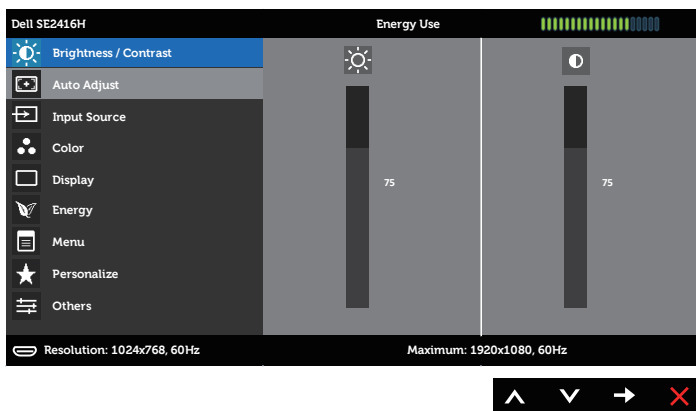 Dell SE2416H Energy Use
Brightness / Contrast
Auto Adjust
Input Source
Color
Display
75 75
Energy
Menu
Personalize
Others
Resolution: 1024x768, 60Hz Maximum: 1920x1080, 60Hz